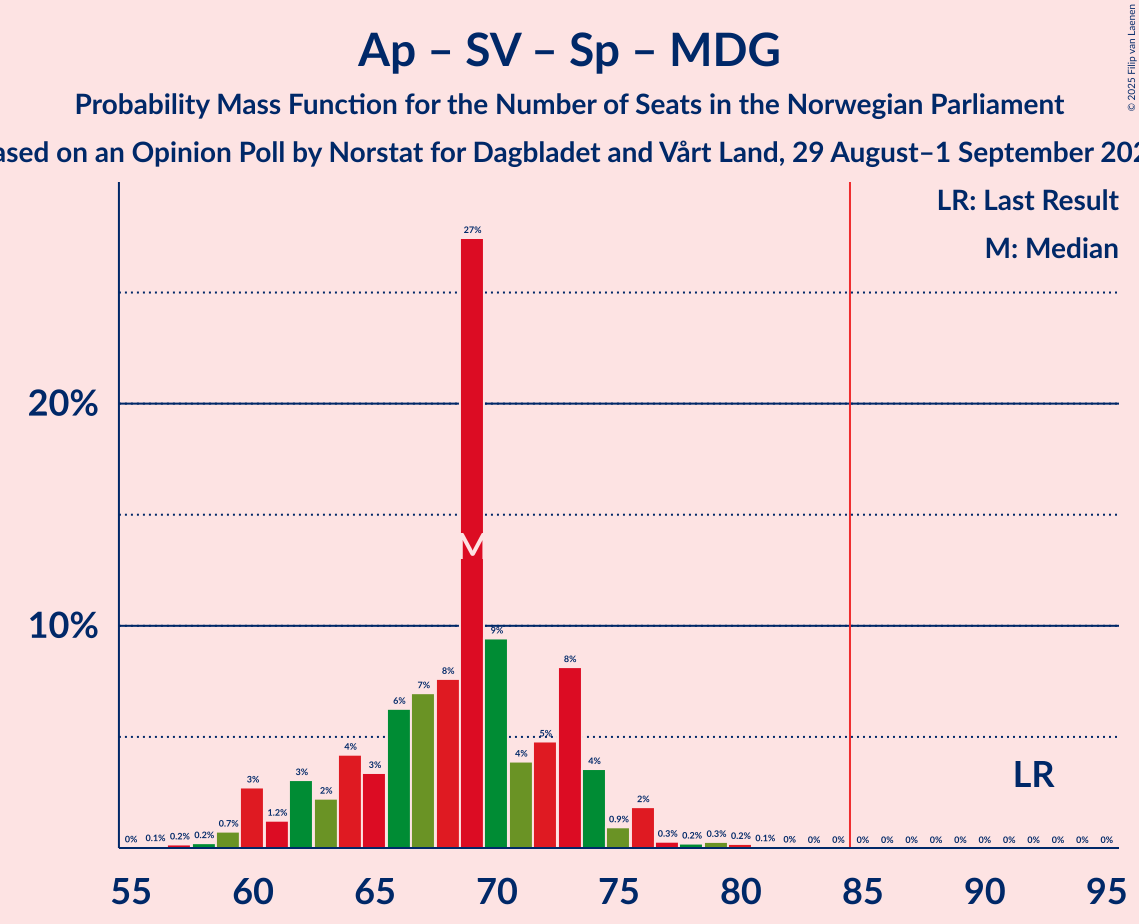 Ap – SV – Sp – MDG
Probability Mass Function for the Number of Seats in the Norwegian Parliament
on an Opinion Poll by Norstat for Dagbladet and Vårt Land, 29 August–1 September
© 2025 Filip van Laenen
LR: Last Result
M: Median
20%
10%
0% 0.1% 0.2% 0.2% 0.7% 3% 1.2% 3% 2% 4% 3% 6% 7% 8% 27% 9% 4% 5% 8% 4% 0.9% 2% 0.3% 0.2% 0.3% 0.2% 0.1% 0% 0% 0% 0% 0% 0% 0% 0% 0% 0% 0% 0% 0% 0%
M
LR
55 60 65 70 75 80 85 90 95